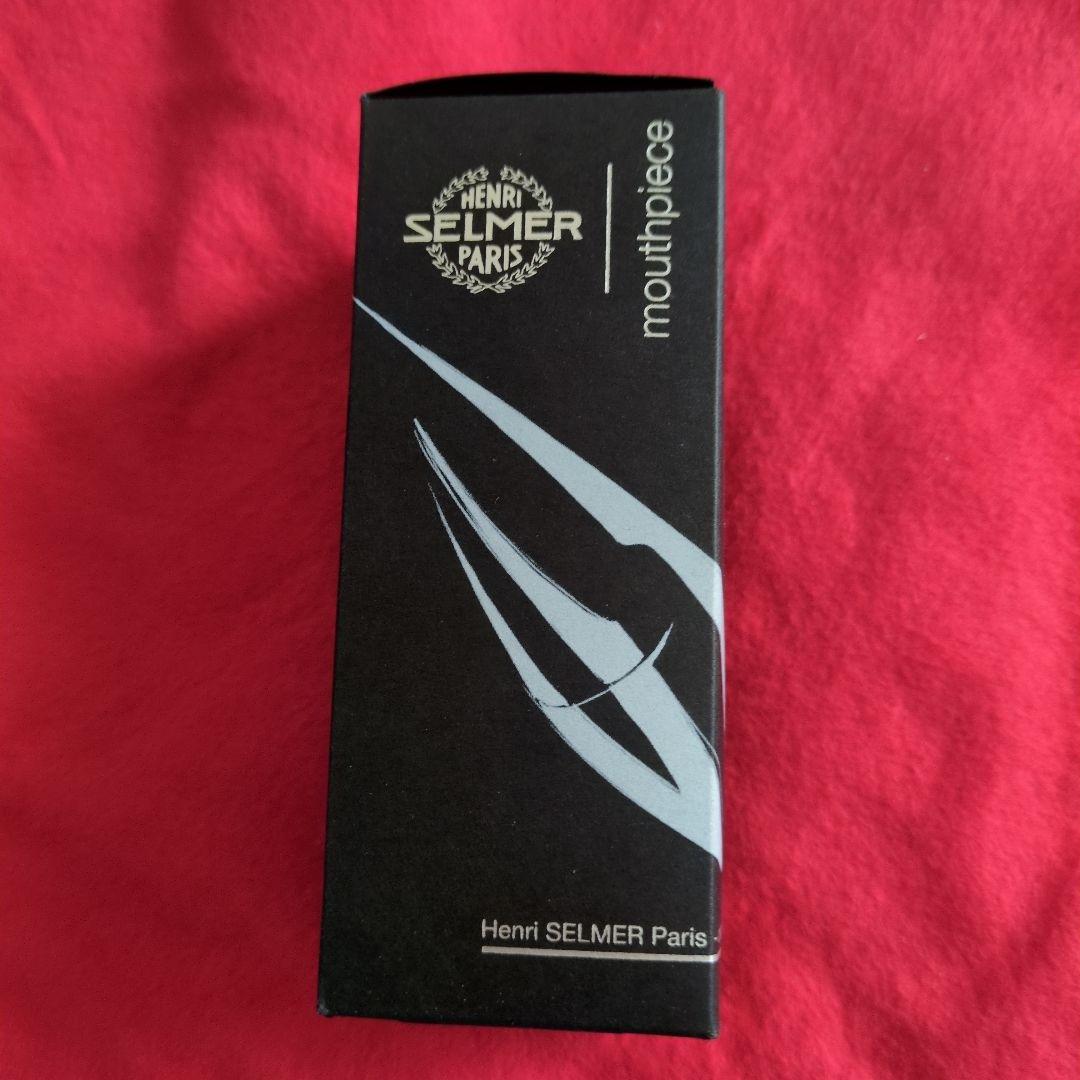 HENRI
SELMER
PARIS
mouthpiece
Henri SELMER Paris